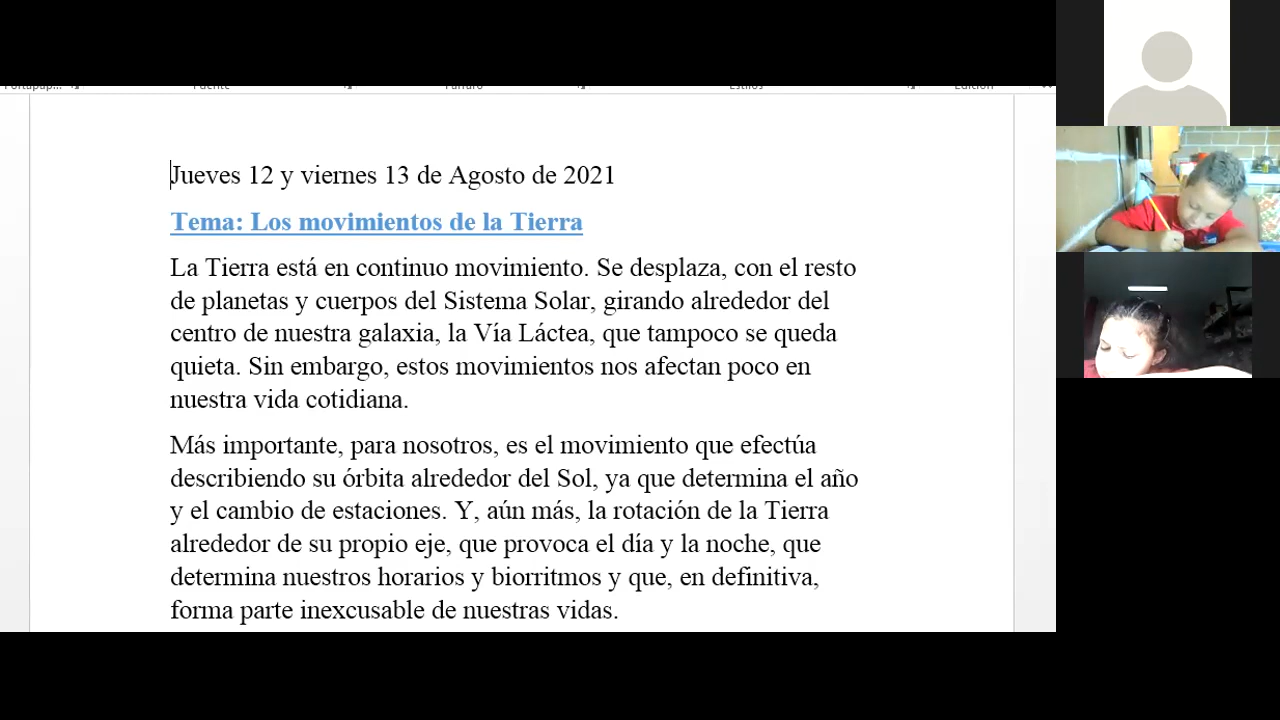 Jueves 12 y viernes 13 de Agosto de 2021
Tema: Los movimientos de la Tierra
La Tierra está en continuo movimiento. Se desplaza, con el resto
de planetas y cuerpos del Sistema Solar, girando alrededor del
centro de nuestra galaxia, la Vía Láctea, que tampoco se queda
quieta. Sin embargo, estos movimientos nos afectan poco en
nuestra vida cotidiana.
Más importante, para nosotros, es el movimiento que efectúa
describiendo su órbita alrededor del Sol, ya que determina el año
y el cambio de estaciones. Y, aún más, la rotación de la Tierra
alrededor de su propio eje, que provoca el día y la noche, que
determina nuestros horarios y biorritmos y que, en definitiva,
forma parte inexcusable de nuestras vidas.